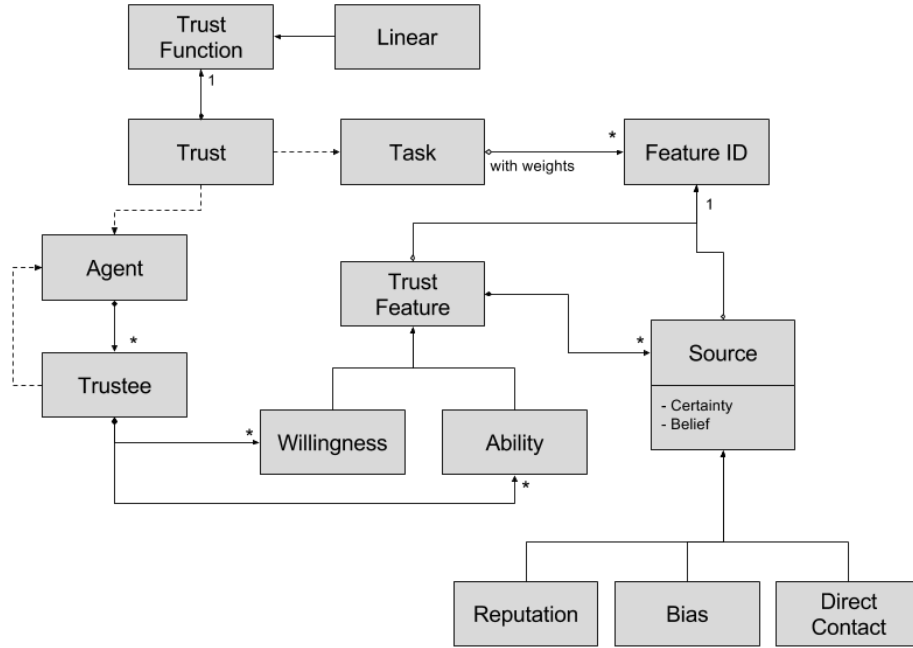 Trust
Function
Linear
1
Trust
Task
with weights
*
Feature ID
1
Agent
*
Trustee
Trust
Feature
*
Source
- Certainty
- Belief
*
Willingness
Ability
*
Reputation
Bias
Direct
Contact